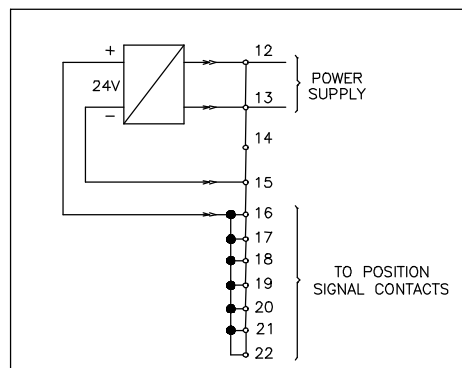 +
24V
−
12
POWER
SUPPLY
13
14
15
16
17
18
19
20
21
22
TO POSITION
SIGNAL CONTACTS